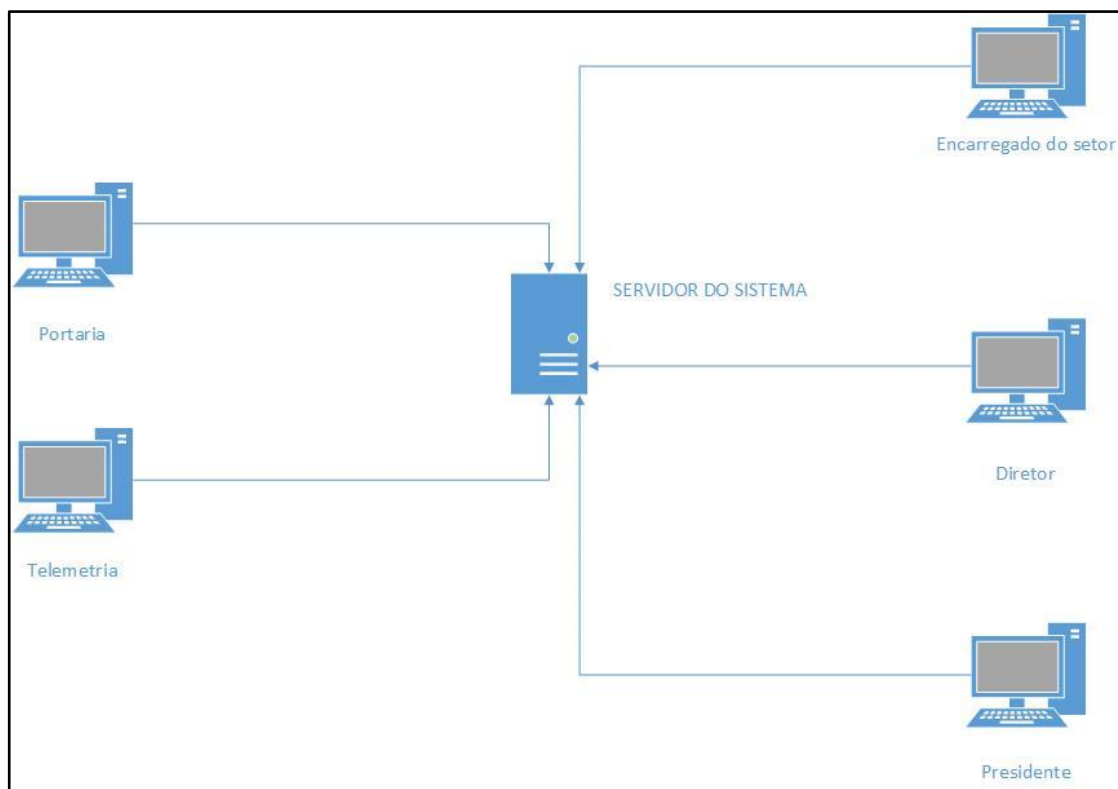 Encarregado do setor
SERVIDOR DO SISTEMA
Portaria
Diretor
Telemetria
Presidente